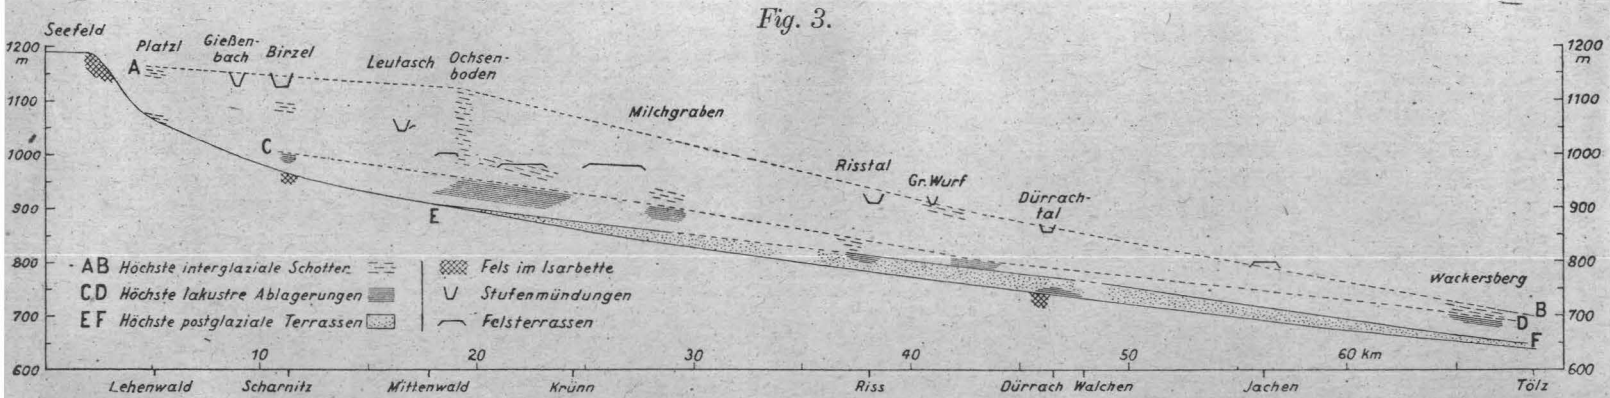 Fig. 3.
Seefeld
Platzl
Gießen-
bach
Birzel
Leutasch
Ochsen-
boden
Milchgraben
Risstal
Gr. Wurf
Dürrach-
tal
Wackersberg
1200
m
1100
1000
900
800
700
600
1200
m
1100
1000
900
800
700
600
A
C
E
B
D
F
AB Höchste interglaziale Schotter
CD Höchste lakustre Ablagerungen
EF Höchste postglaziale Terrassen
Fels im Isarbette
Stufenmündungen
Felsterrassen
10 20 30 40 50 60 km
Lehenwald Scharnitz Mittenwald Krünn Riss Dürrach Walchen Jachen Tölz